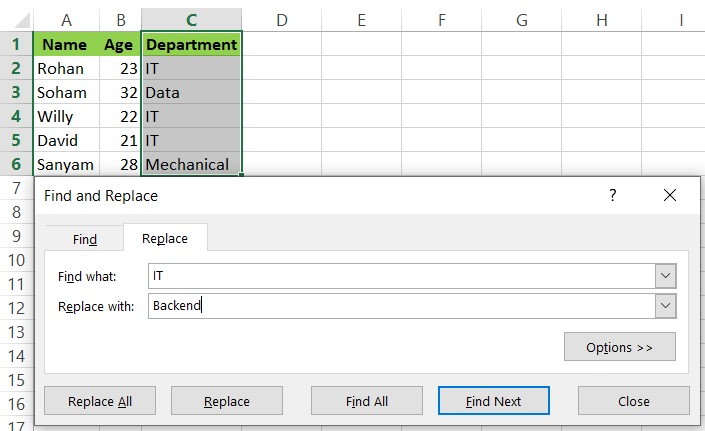 A B C D E F G H I
1 Name Age Department
2 Rohan 23 IT
3 Soham 32 Data
4 Willy 22 IT
5 David 21 IT
6 Sanyam 28 Mechanical
7
8
9
10
11
12
13
14
15
16
17
Find and Replace ? ×
Find Replace
Find what: IT
Replace with: Backend
Options >>
Replace All Replace Find All Find Next Close